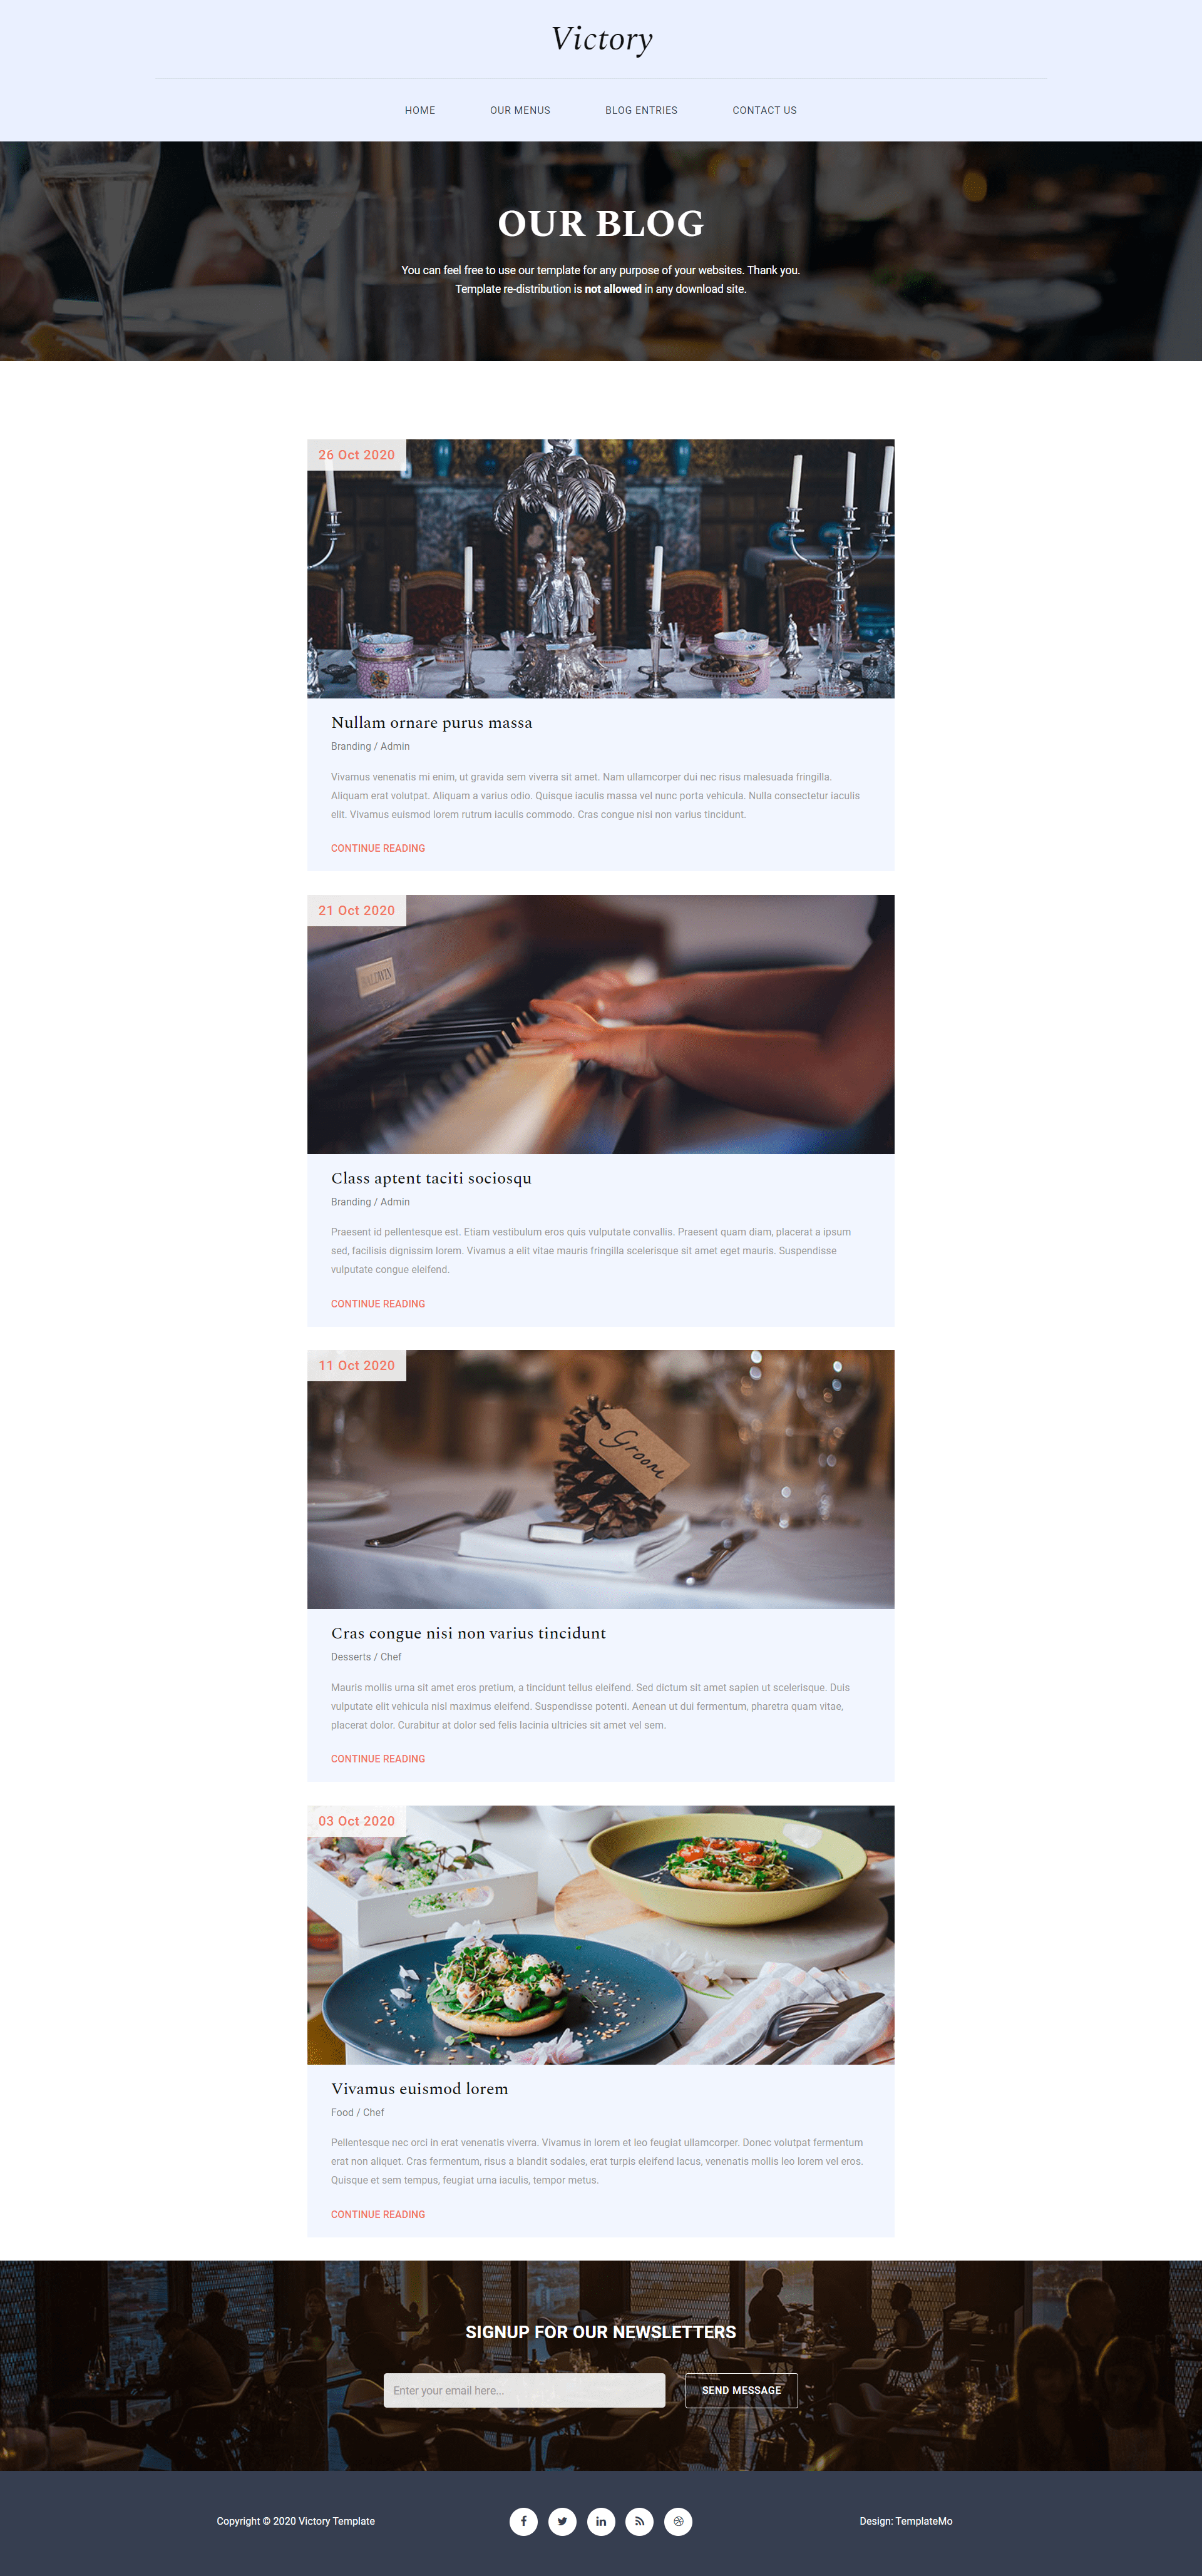 Victory
HOME OUR MENUS BLOG ENTRIES CONTACT US
OUR BLOG
You can feel free to use our template for any purpose of your websites. Thank you.
Template re-distribution is not allowed in any download site.
26 Oct 2020
Nullam ornare purus massa
Branding / Admin
Vivamus venenatis mi enim, ut gravida sem viverra sit amet. Nam ullamcorper dui nec risus malesuada fringilla.
Aliquam erat volutpat. Aliquam a varius odio. Quisque iaculis massa vel nunc porta vehicula. Nulla consectetur iaculis
elit. Vivamus euismod lorem rutrum iaculis commodo. Cras congue nisi non varius tincidunt.
CONTINUE READING
21 Oct 2020
BALDWIN
Class aptent taciti sociosqu
Branding / Admin
Praesent id pellentesque est. Etiam vestibulum eros quis vulputate convallis. Praesent quam diam, placerat a ipsum
sed, facilisis dignissim lorem. Vivamus a elit vitae mauris fringilla scelerisque sit amet eget mauris. Suspendisse
vulputate congue eleifend.
CONTINUE READING
11 Oct 2020
Groom
Cras congue nisi non varius tincidunt
Desserts / Chef
Mauris mollis urna sit amet eros pretium, a tincidunt tellus eleifend. Sed dictum sit amet sapien ut scelerisque. Duis
vulputate elit vehicula nisl maximus eleifend. Suspendisse potenti. Aenean ut dui fermentum, pharetra quam vitae,
placerat dolor. Curabitur at dolor sed felis lacinia ultricies sit amet vel sem.
CONTINUE READING
03 Oct 2020
Vivamus euismod lorem
Food / Chef
Pellentesque nec orci in erat venenatis viverra. Vivamus in lorem et leo feugiat ullamcorper. Donec volutpat fermentum
erat non aliquet. Cras fermentum, risus a blandit sodales, erat turpis eleifend lacus, venenatis mollis leo lorem vel eros.
Quisque et sem tempus, feugiat urna iaculis, tempor metus.
CONTINUE READING
SIGNUP FOR OUR NEWSLETTERS
Enter your email here... SEND MESSAGE
Copyright © 2020 Victory Template Design: TemplateMo